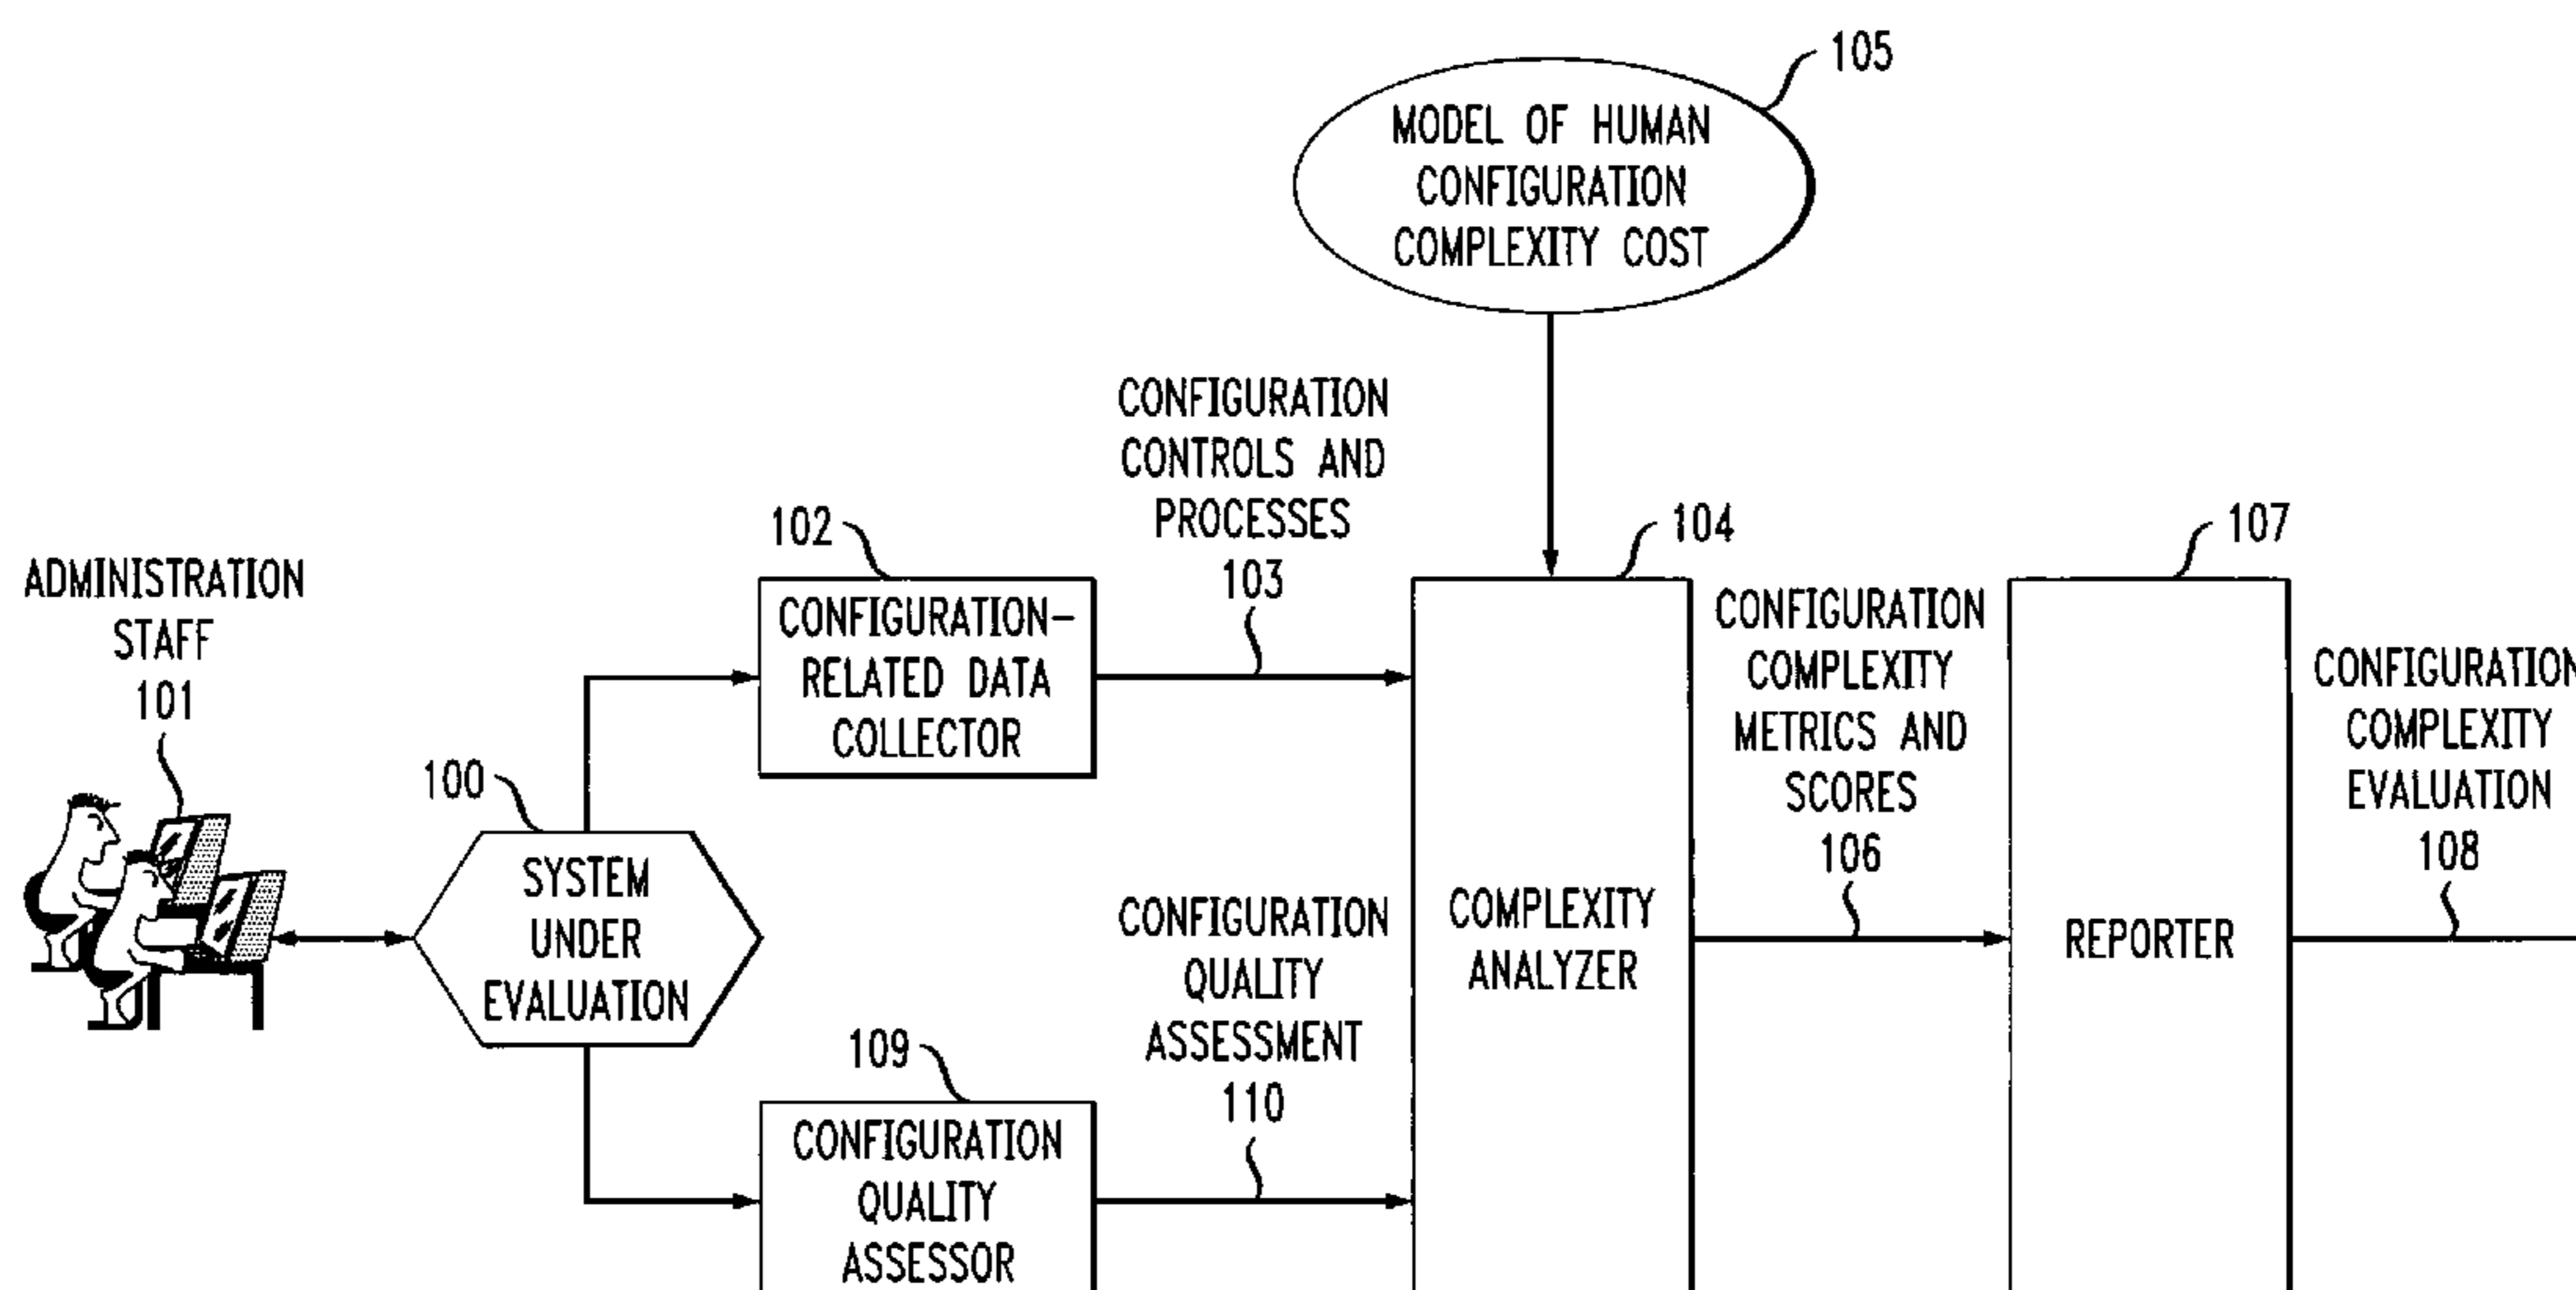 105
MODEL OF HUMAN
CONFIGURATION
COMPLEXITY COST
CONFIGURATION
CONTROLS AND
PROCESSES
103
102
CONFIGURATION-
RELATED DATA
COLLECTOR
104
107
ADMINISTRATION
STAFF
101
100
SYSTEM
UNDER
EVALUATION
109
CONFIGURATION
QUALITY
ASSESSOR
CONFIGURATION
QUALITY
ASSESSMENT
110
COMPLEXITY
ANALYZER
CONFIGURATION
COMPLEXITY
METRICS AND
SCORES
106
REPORTER
CONFIGURATION
COMPLEXITY
EVALUATION
108